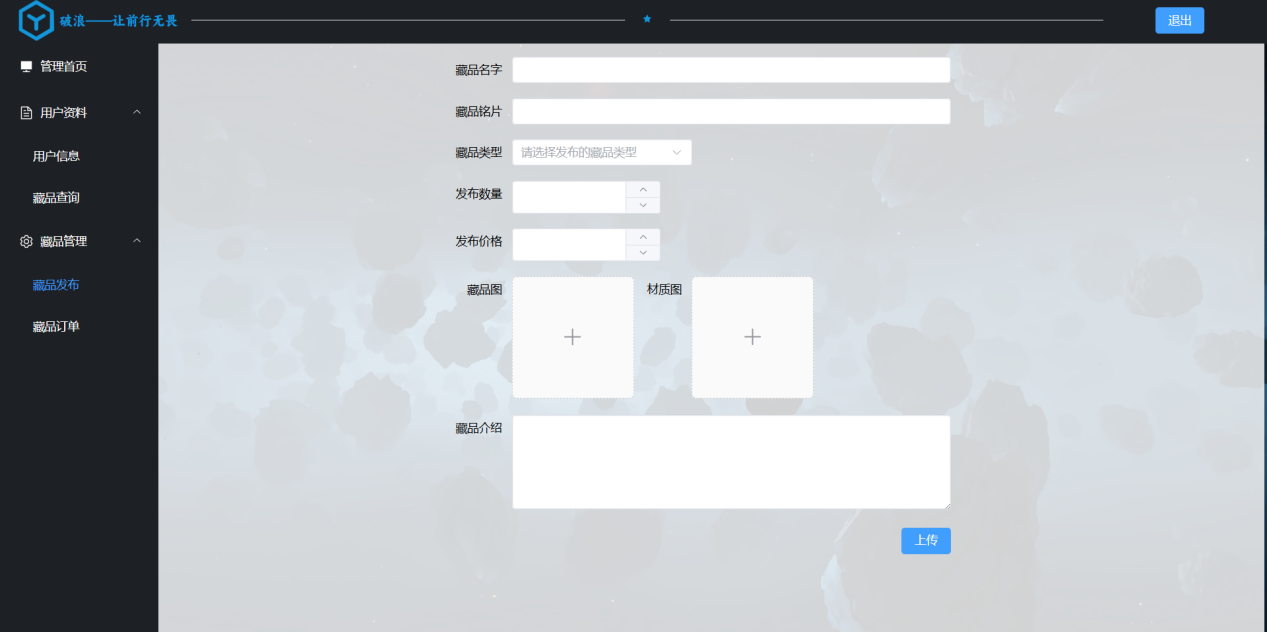 破浪——让前行无畏
退出
管理首页
用户资料
用户信息
藏品查询
藏品管理
藏品发布
藏品订单
藏品名字
藏品铭片
藏品类型
请选择发布的藏品类型
发布数量
发布价格
藏品图
材质图
藏品介绍
上传